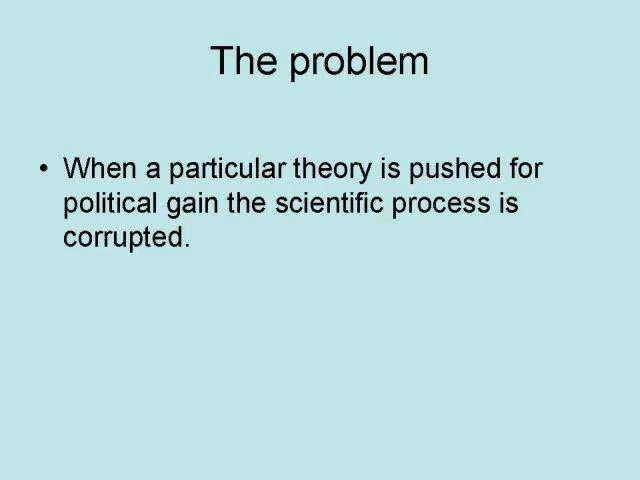 The problem
• When a particular theory is pushed for
political gain the scientific process is
corrupted.